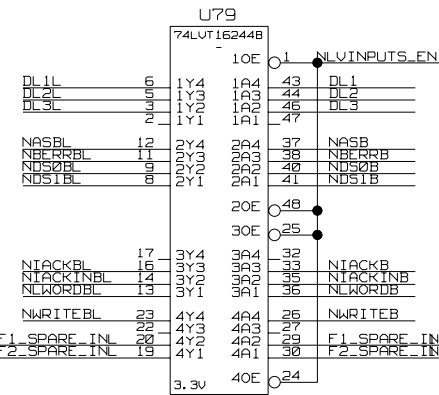 U79
74LVT16244B
1OE 1 NLVINPUTS_EN
DL1L 6 1Y4 1A4 43 DL1
DL2L 5 1Y3 1A3 44 DL2
DL3L 3 1Y2 1A2 46 DL3
2 1Y1 1A1 47
NASBL 12 2Y4 2A4 37 NASB
NBERRBL 11 2Y3 2A3 38 NBERRB
NDS0BL 9 2Y2 2A2 40 NDS0B
NDS1BL 8 2Y1 2A1 41 NDS1B
2OE 48
3OE 25
17 3Y4 3A4 32
NIACKBL 16 3Y3 3A3 33 NIACKB
NIACKINBL 14 3Y2 3A2 35 NIACKINB
NLWORDBL 13 3Y1 3A1 36 NLWORDB
NWRITEBL 23 4Y4 4A4 26 NWRITEB
22 4Y3 4A3 27
F1_SPARE_INL 20 4Y2 4A2 29 F1_SPARE_IN
F2_SPARE_INL 19 4Y1 4A1 30 F2_SPARE_IN
3.3V 4OE 24